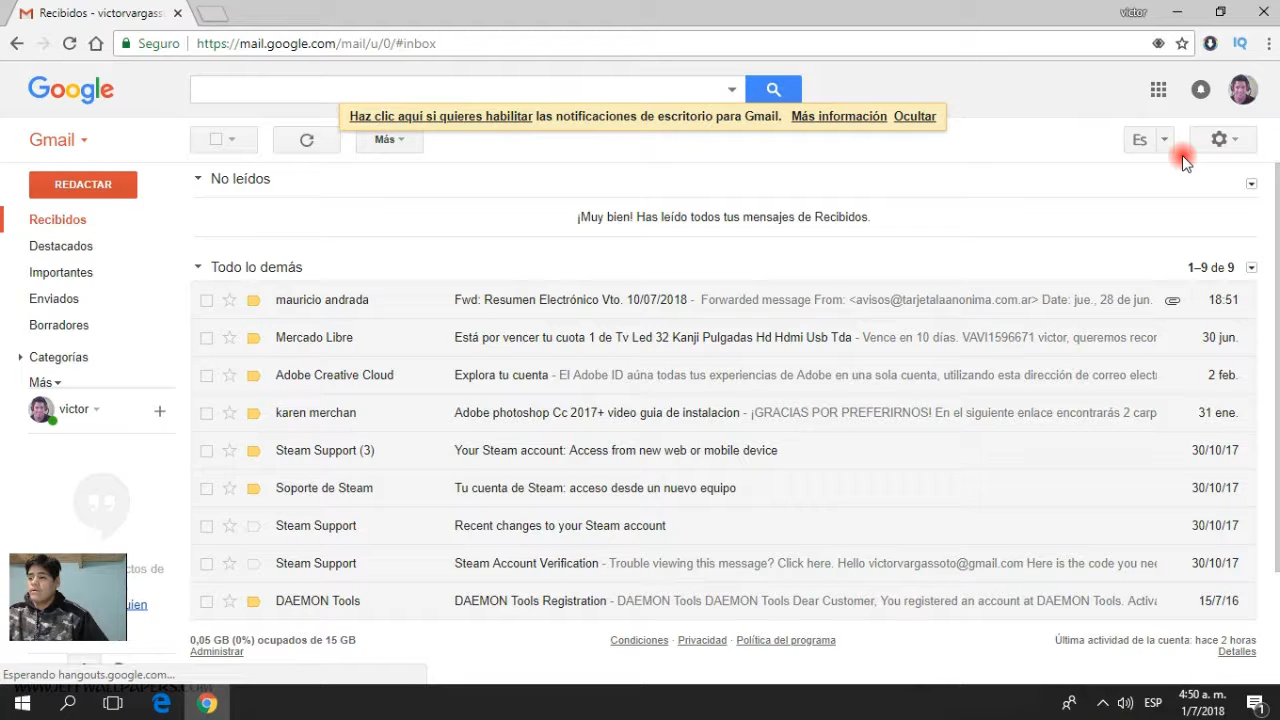 Recibidos - victorvargass
victor
Seguro
https://mail.google.com/mail/u/0/#inbox
IQ
Google
Haz clic aquí si quieres habilitar las notificaciones de escritorio para Gmail. Más información Ocultar
Gmail
Más
Es
REDACTAR
No leídos
¡Muy bien! Has leído todos tus mensajes de Recibidos.
Recibidos
Destacados
Importantes
Enviados
Borradores
Categorías
Más
victor
Todo lo demás
1–9 de 9
mauricio andrada Fwd: Resumen Electrónico Vto. 10/07/2018 - Forwarded message From: <avisos@tarjetalaanonima.com.ar> Date: jue., 28 de jun. 18:51
Mercado Libre Está por vencer tu cuota 1 de Tv Led 32 Kanji Pulgadas Hd Hdmi Usb Tda - Vence en 10 días. VAVI1596671 victor, queremos recor 30 jun.
Adobe Creative Cloud Explora tu cuenta - El Adobe ID aúna todas tus experiencias de Adobe en una sola cuenta, utilizando esta dirección de correo electr 2 feb.
karen merchan Adobe photoshop Cc 2017+ video guia de instalacion - ¡GRACIAS POR PREFERIRNOS! En el siguiente enlace encontrarás 2 carp 31 ene.
Steam Support (3) Your Steam account: Access from new web or mobile device 30/10/17
Soporte de Steam Tu cuenta de Steam: acceso desde un nuevo equipo 30/10/17
Steam Support Recent changes to your Steam account 30/10/17
Steam Support Steam Account Verification - Trouble viewing this message? Click here. Hello victorvargassoto@gmail.com Here is the code you nee 30/10/17
DAEMON Tools DAEMON Tools Registration - DAEMON Tools DAEMON Tools Dear Customer, You registered an account at DAEMON Tools. Activa 15/7/16
ctos de
uien
0,05 GB (0%) ocupados de 15 GB
Administrar
Condiciones · Privacidad · Política del programa
Última actividad de la cuenta: hace 2 horas
Detalles
Esperando hangouts.google.com...
ESP
4:50 a. m.
1/7/2018
1